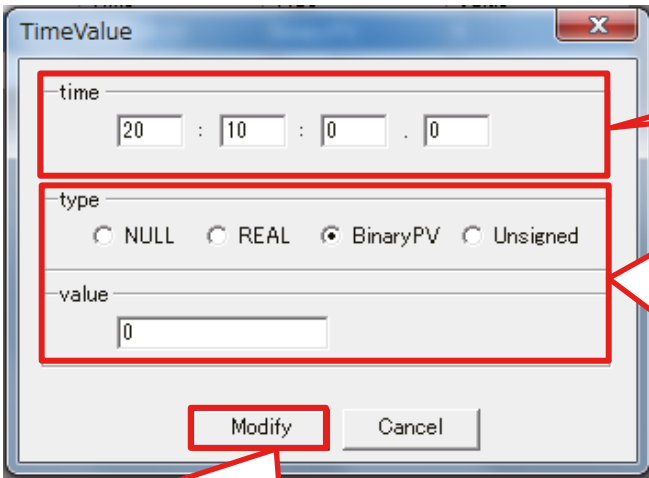 TimeValue
time
20 : 10 : 0 . 0
type
NULL REAL BinaryPV Unsigned
value
0
Modify Cancel